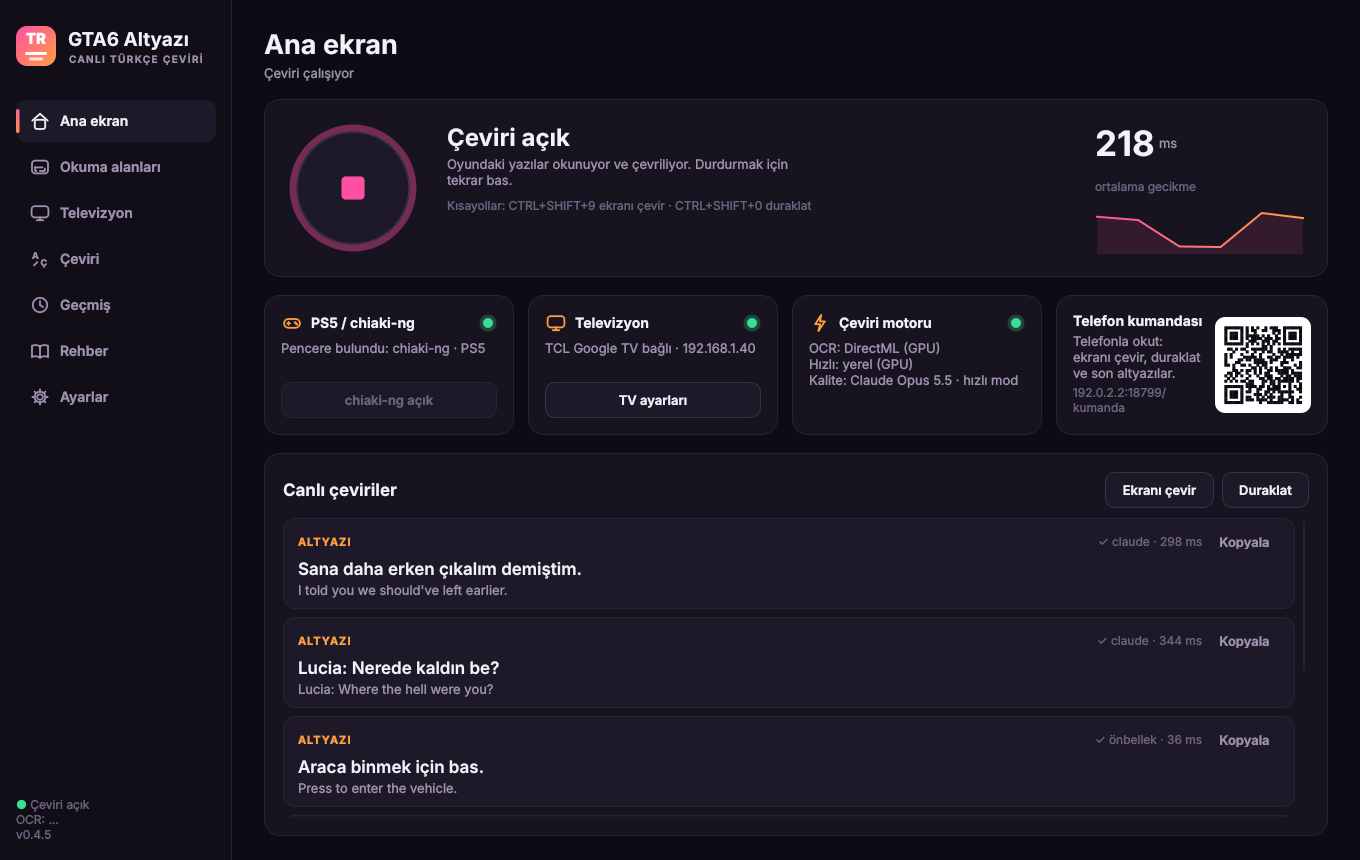 TR
GTA6 Altyazı
CANLI TÜRKÇE ÇEVİRİ
Ana ekran
Okuma alanları
Televizyon
Çeviri
Geçmiş
Rehber
Ayarlar
Çeviri açık
OCR: ...
v0.4.5
Ana ekran
Çeviri çalışıyor
Çeviri açık
Oyundaki yazılar okunuyor ve çevriliyor. Durdurmak için
tekrar bas.
Kısayollar: CTRL+SHIFT+9 ekranı çevir · CTRL+SHIFT+0 duraklat
218 ms
ortalama gecikme
PS5 / chiaki-ng
Pencere bulundu: chiaki-ng · PS5
chiaki-ng açık
Televizyon
TCL Google TV bağlı · 192.168.1.40
TV ayarları
Çeviri motoru
OCR: DirectML (GPU)
Hızlı: yerel (GPU)
Kalite: Claude Opus 5.5 · hızlı mod
Telefon kumandası
Telefonla okut:
ekranı çevir, duraklat
ve son altyazılar.
192.0.2.2:18799/
kumanda
Canlı çeviriler
Ekranı çevir
Duraklat
ALTYAZI
✓ claude · 298 ms
Kopyala
Sana daha erken çıkalım demiştim.
I told you we should've left earlier.
ALTYAZI
✓ claude · 344 ms
Kopyala
Lucia: Nerede kaldın be?
Lucia: Where the hell were you?
ALTYAZI
✓ önbellek · 36 ms
Kopyala
Araca binmek için bas.
Press to enter the vehicle.